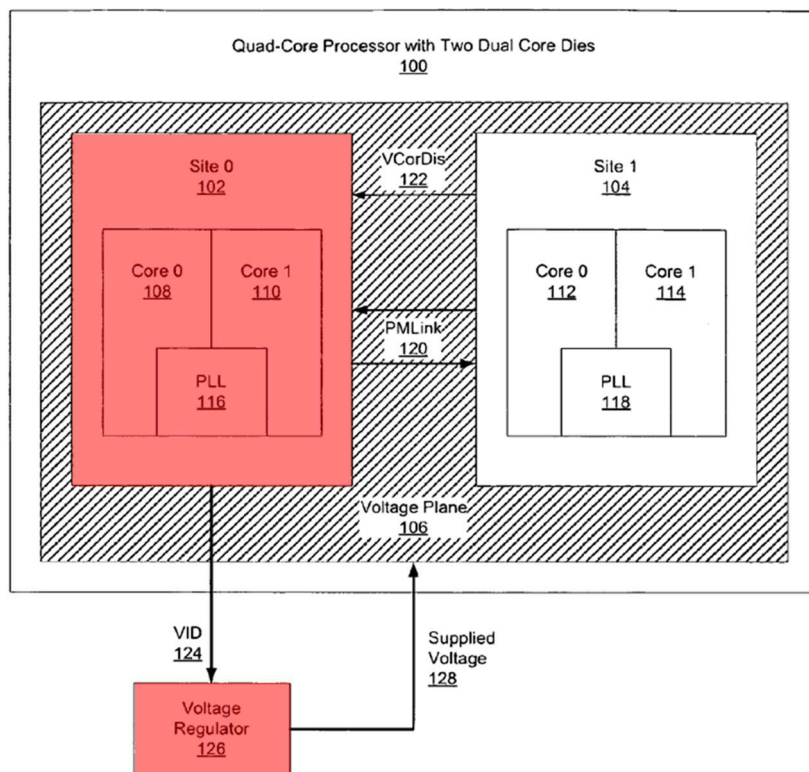 Quad-Core Processor with Two Dual Core Dies
100
Site 0
102
Core 0
108
Core 1
110
PLL
116
VCorDis
122
PMLink
120
Site 1
104
Core 0
112
Core 1
114
PLL
118
Voltage Plane
106
VID
124
Supplied
Voltage
128
Voltage
Regulator
126